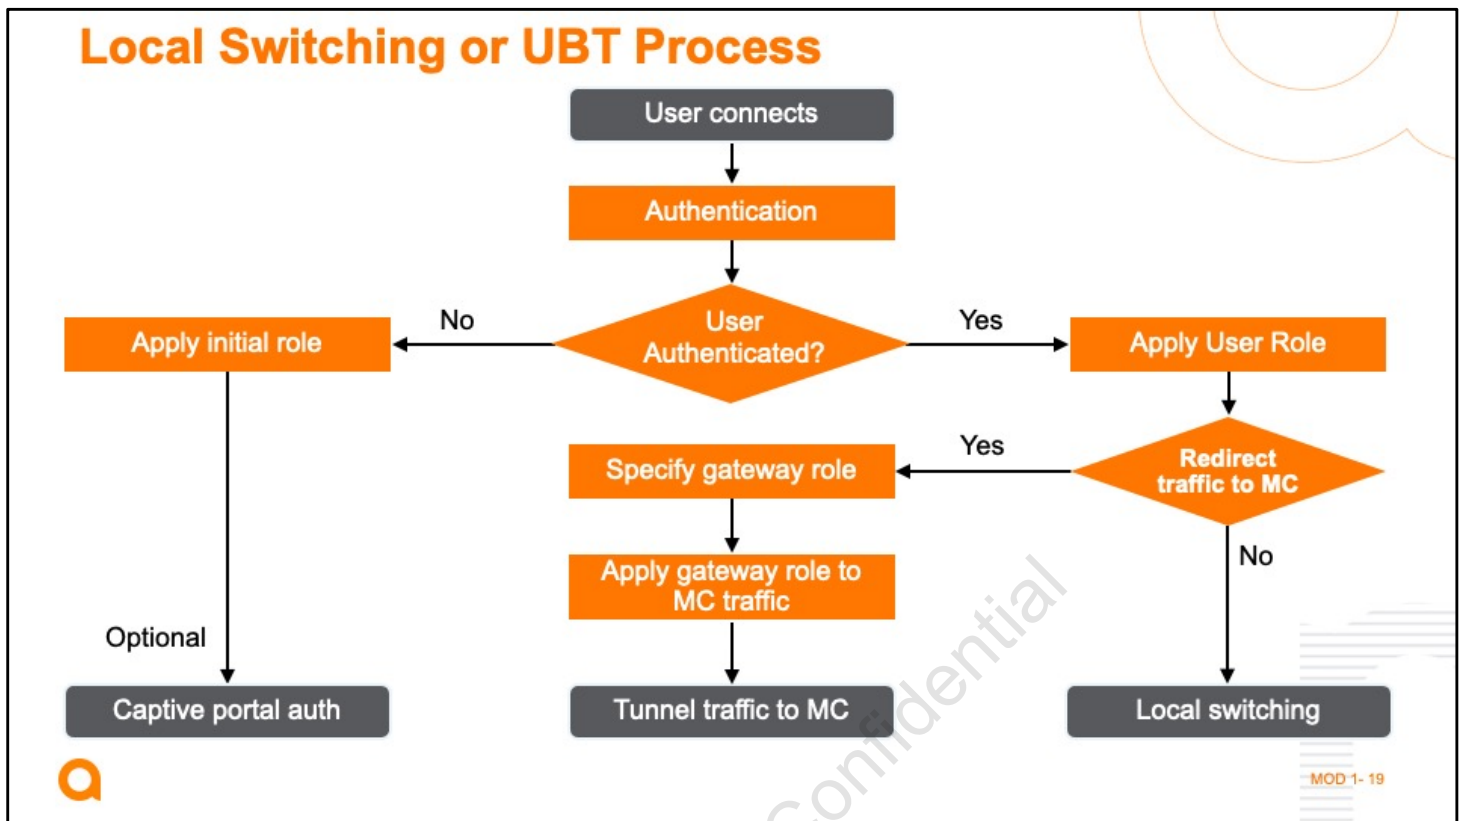 Local Switching or UBT Process
User connects
Authentication
User
Authenticated?
No
Yes
Apply initial role
Apply User Role
Redirect
traffic to MC
Yes
Specify gateway role
No
Apply gateway role to
MC traffic
Optional
Captive portal auth
Tunnel traffic to MC
Local switching
Confidential
MOD 1- 19